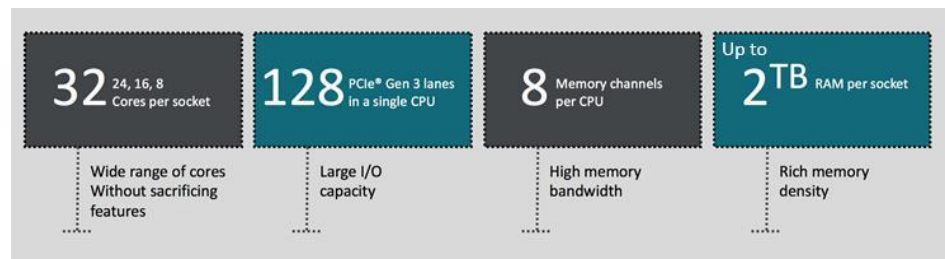 32 24, 16, 8
Cores per socket
128 PCIe® Gen 3 lanes
in a single CPU
8 Memory channels
per CPU
Up to
2TB RAM per socket
Wide range of cores
Without sacrificing
features
Large I/O
capacity
High memory
bandwidth
Rich memory
density